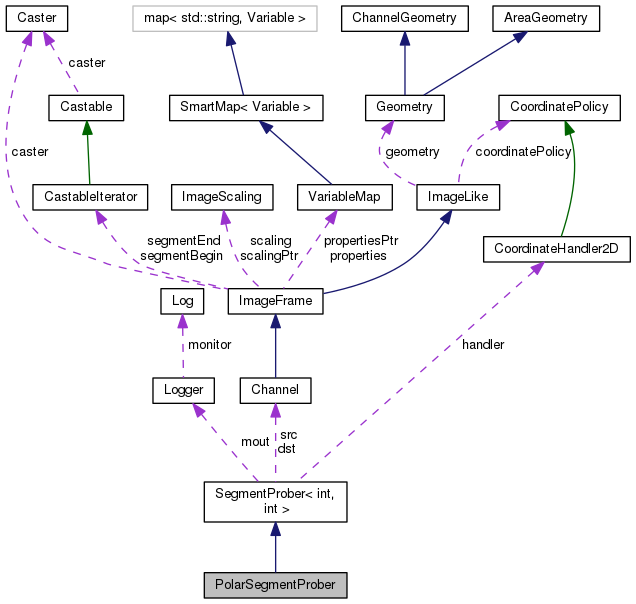 Caster
map< std::string, Variable >
ChannelGeometry
AreaGeometry
caster
Castable
SmartMap< Variable >
Geometry
CoordinatePolicy
caster
geometry
coordinatePolicy
CastableIterator
ImageScaling
VariableMap
ImageLike
segmentEnd
segmentBegin
scaling
scalingPtr
propertiesPtr
properties
CoordinateHandler2D
Log
ImageFrame
monitor
handler
Logger
Channel
mout
src
dst
SegmentProber< int,
int >
PolarSegmentProber